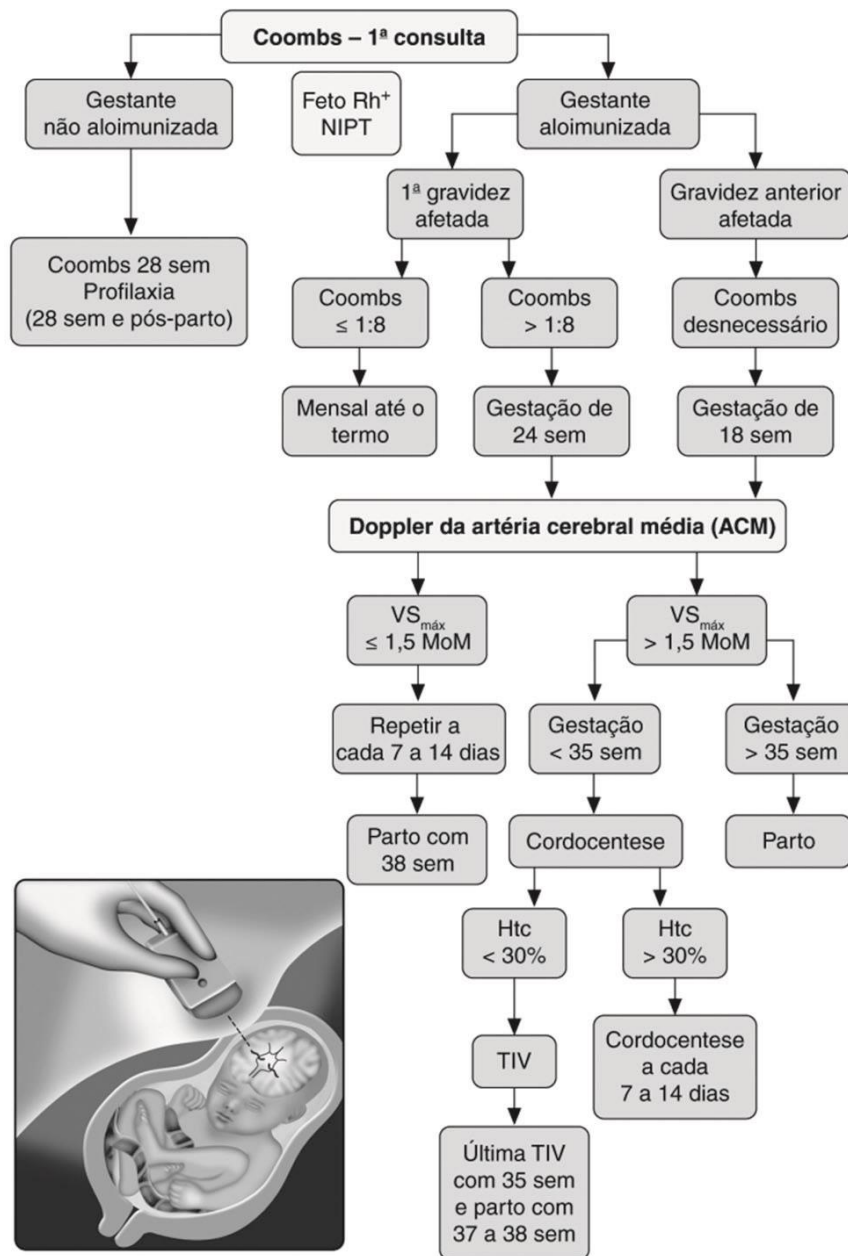 Coombs – 1ª consulta
Gestante
não aloimunizada
Feto Rh⁺
NIPT
Gestante
aloimunizada
1ª gravidez
afetada
Gravidez anterior
afetada
Coombs 28 sem
Profilaxia
(28 sem e pós-parto)
Coombs
≤ 1:8
Coombs
> 1:8
Coombs
desnecessário
Mensal até o
termo
Gestação de
24 sem
Gestação de
18 sem
Doppler da artéria cerebral média (ACM)
VSmáx
≤ 1,5 MoM
VSmáx
> 1,5 MoM
Repetir a
cada 7 a 14 dias
Gestação
< 35 sem
Gestação
> 35 sem
Parto com
38 sem
Cordocentese
Parto
Htc
< 30%
Htc
> 30%
TIV
Cordocentese
a cada
7 a 14 dias
Última TIV
com 35 sem
e parto com
37 a 38 sem